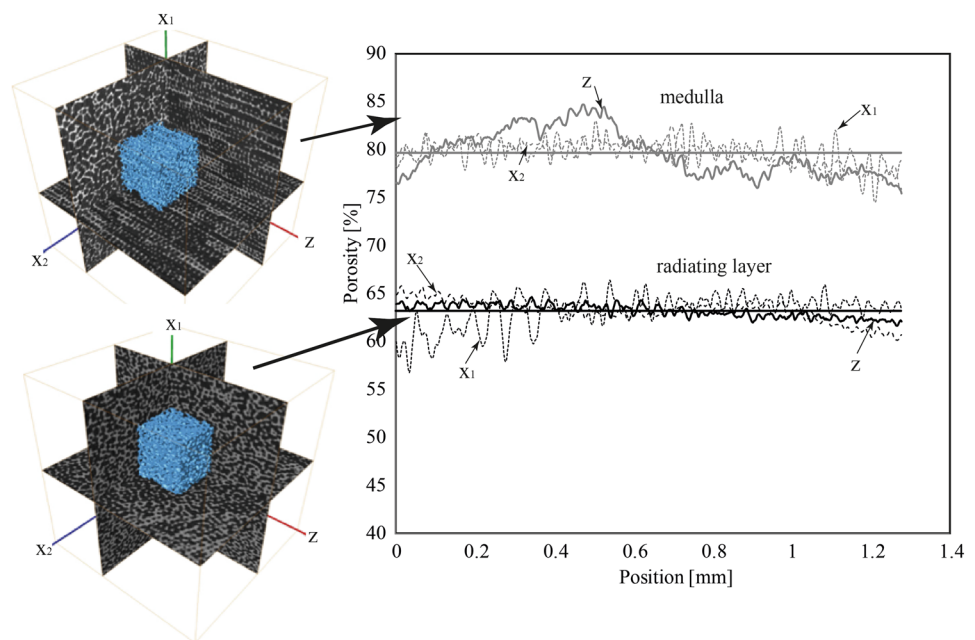 X1
X2
Z
X1
X2
Z
Porosity [%]
90
85
80
75
70
65
60
55
50
45
40
Z
medulla
X1
X2
X2
radiating layer
X1
Z
0
0.2
0.4
0.6
0.8
1
1.2
1.4
Position [mm]